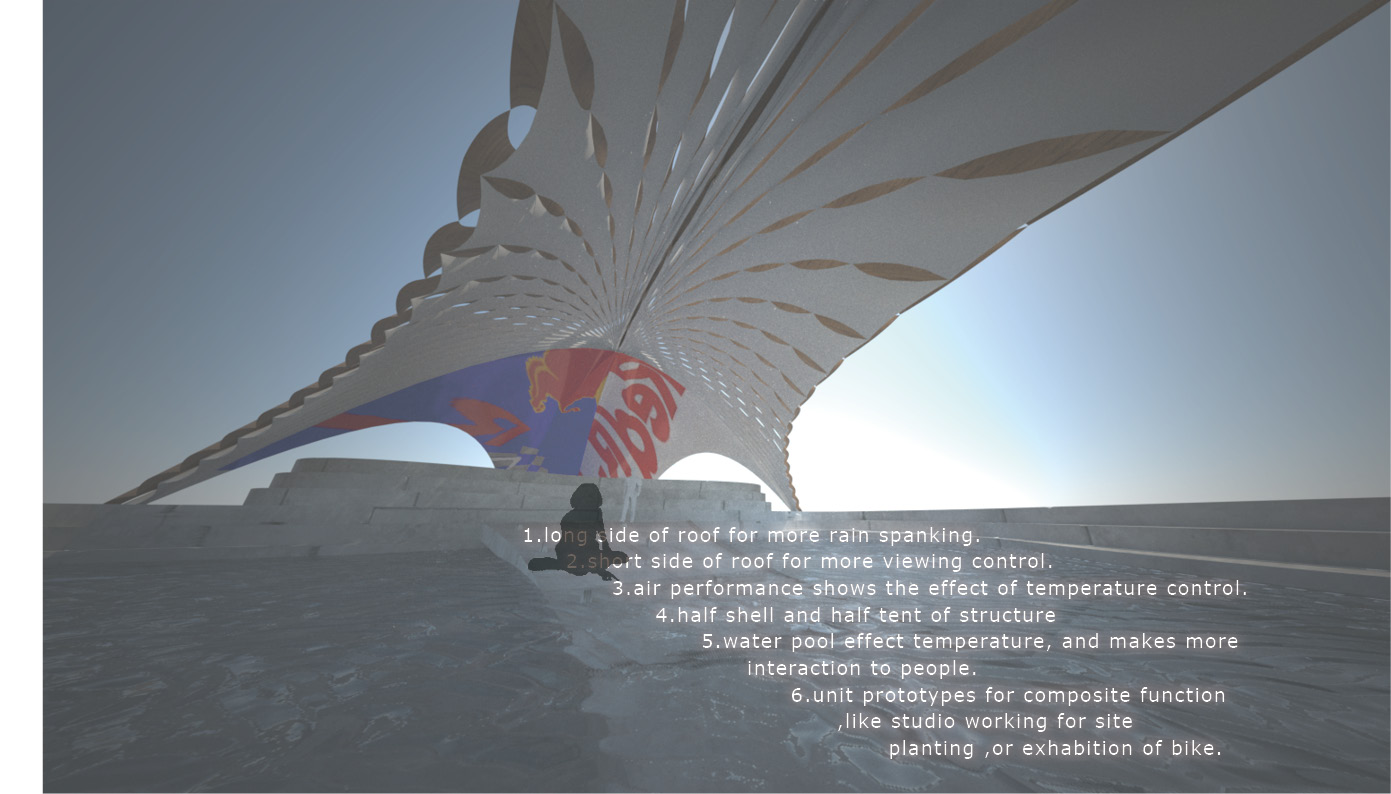 1.long side of roof for more rain spanking.
2.short side of roof for more viewing control.
3.air performance shows the effect of temperature control.
4.half shell and half tent of structure
5.water pool effect temperature, and makes more
interaction to people.
6.unit prototypes for composite function
,like studio working for site
planting ,or exhabition of bike.